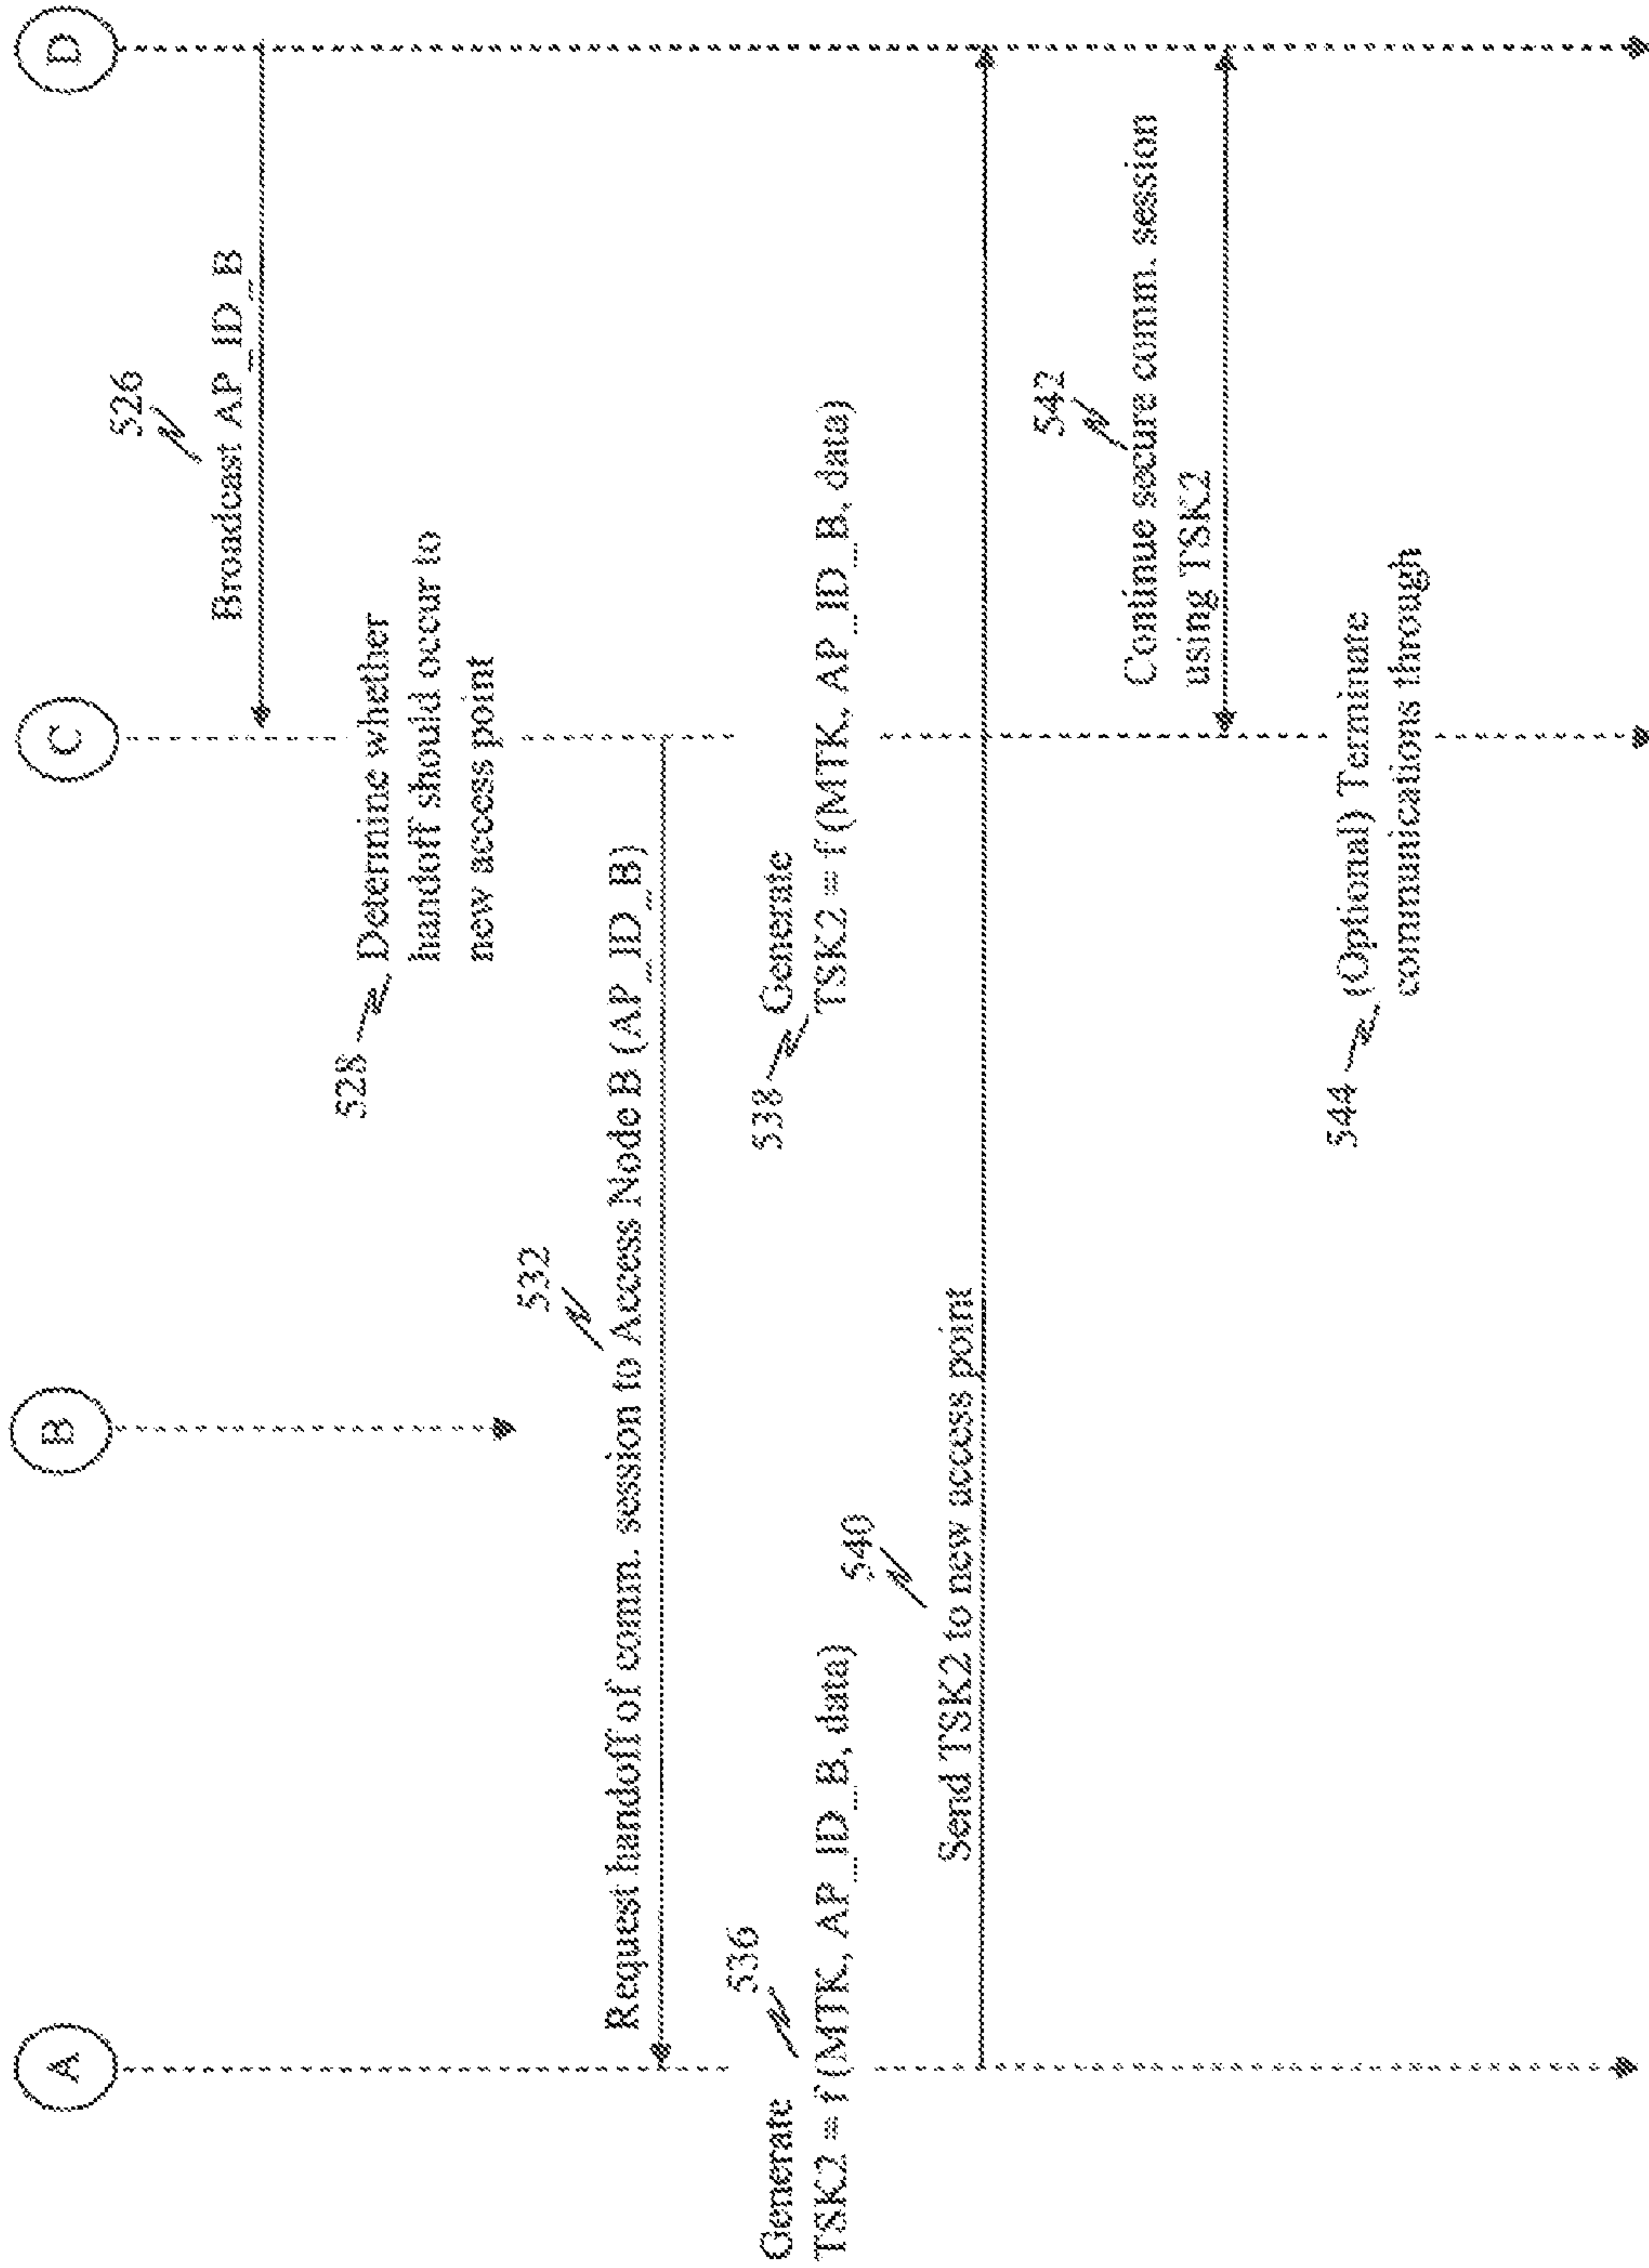 A
B
C
D
526
Broadcast AP_ID_B
528
Determine whether
handoff should occur to
new access point
532
Request handoff of comm. session to Access Node B (AP_ID_B)
536
Generate
TSK2 = f(MTK, AP_ID_B, data)
538
Generate
TSK2 = f(MTK, AP_ID_B, data)
540
Send TSK2 to new access point
542
Continue secure comm. session
using TSK2
544
(Optional) Terminate
communications through